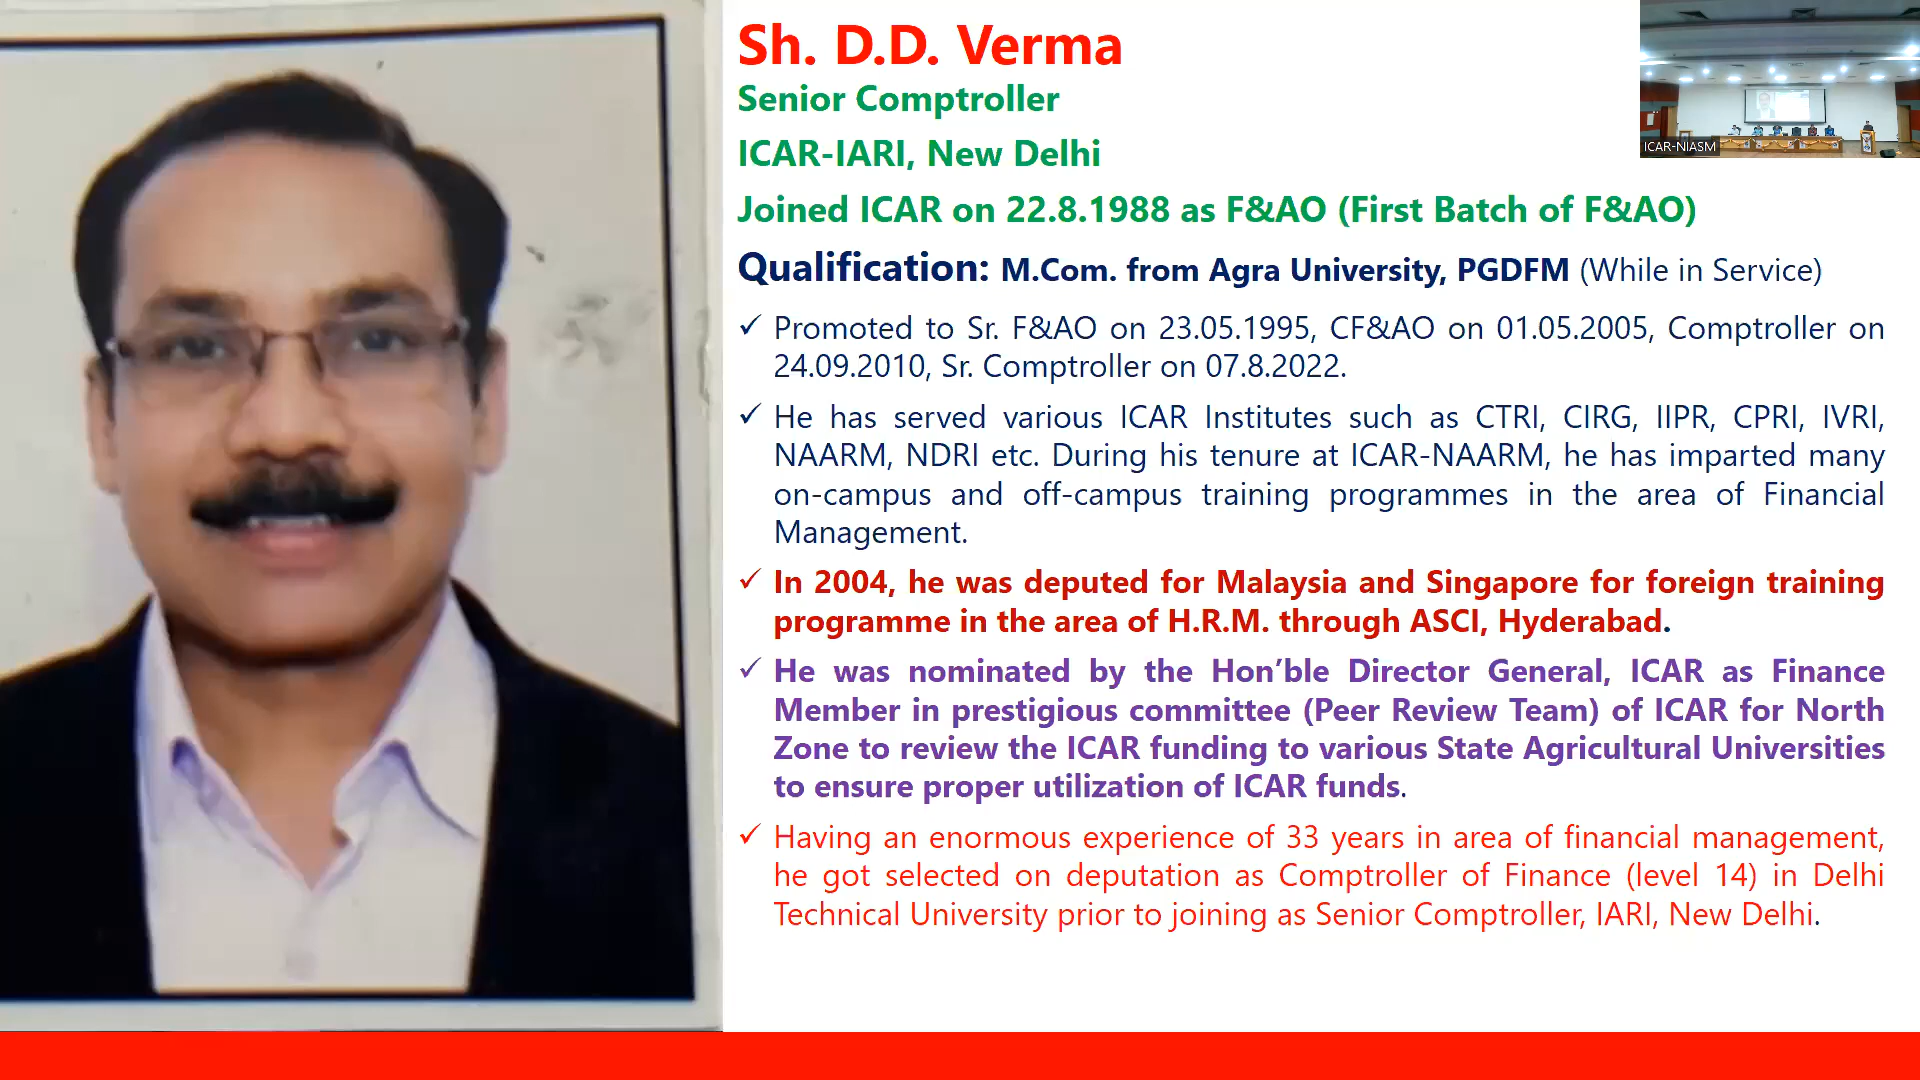 Sh. D.D. Verma
Senior Comptroller
ICAR-IARI, New Delhi
Joined ICAR on 22.8.1988 as F&AO (First Batch of F&AO)
Qualification: M.Com. from Agra University, PGDFM (While in Service)
✓ Promoted to Sr. F&AO on 23.05.1995, CF&AO on 01.05.2005, Comptroller on
24.09.2010, Sr. Comptroller on 07.8.2022.
✓ He has served various ICAR Institutes such as CTRI, CIRG, IIPR, CPRI, IVRI,
NAARM, NDRI etc. During his tenure at ICAR-NAARM, he has imparted many
on-campus and off-campus training programmes in the area of Financial
Management.
✓ In 2004, he was deputed for Malaysia and Singapore for foreign training
programme in the area of H.R.M. through ASCI, Hyderabad.
✓ He was nominated by the Hon’ble Director General, ICAR as Finance
Member in prestigious committee (Peer Review Team) of ICAR for North
Zone to review the ICAR funding to various State Agricultural Universities
to ensure proper utilization of ICAR funds.
✓ Having an enormous experience of 33 years in area of financial management,
he got selected on deputation as Comptroller of Finance (level 14) in Delhi
Technical University prior to joining as Senior Comptroller, IARI, New Delhi.
ICAR-NIASM